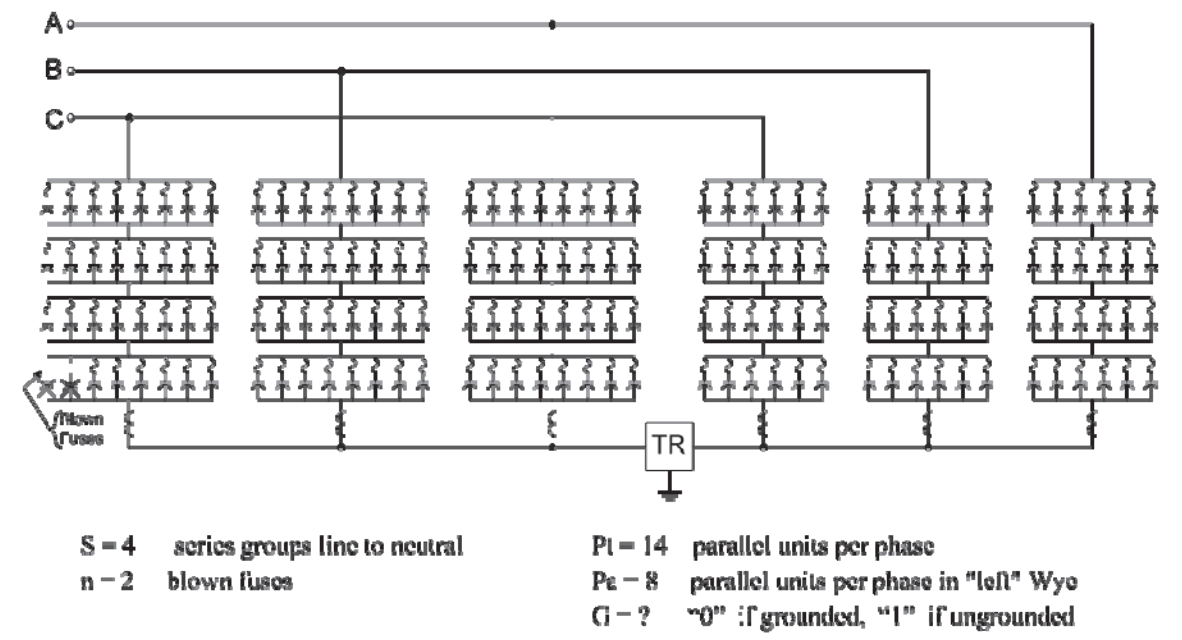 A
B
C
Blown
Fuses
TR
S = 4 series groups line to neutral
n = 2 blown fuses
Pt = 14 parallel units per phase
Pa = 8 parallel units per phase in "left" Wye
G = ? "0" if grounded, "1" if ungrounded